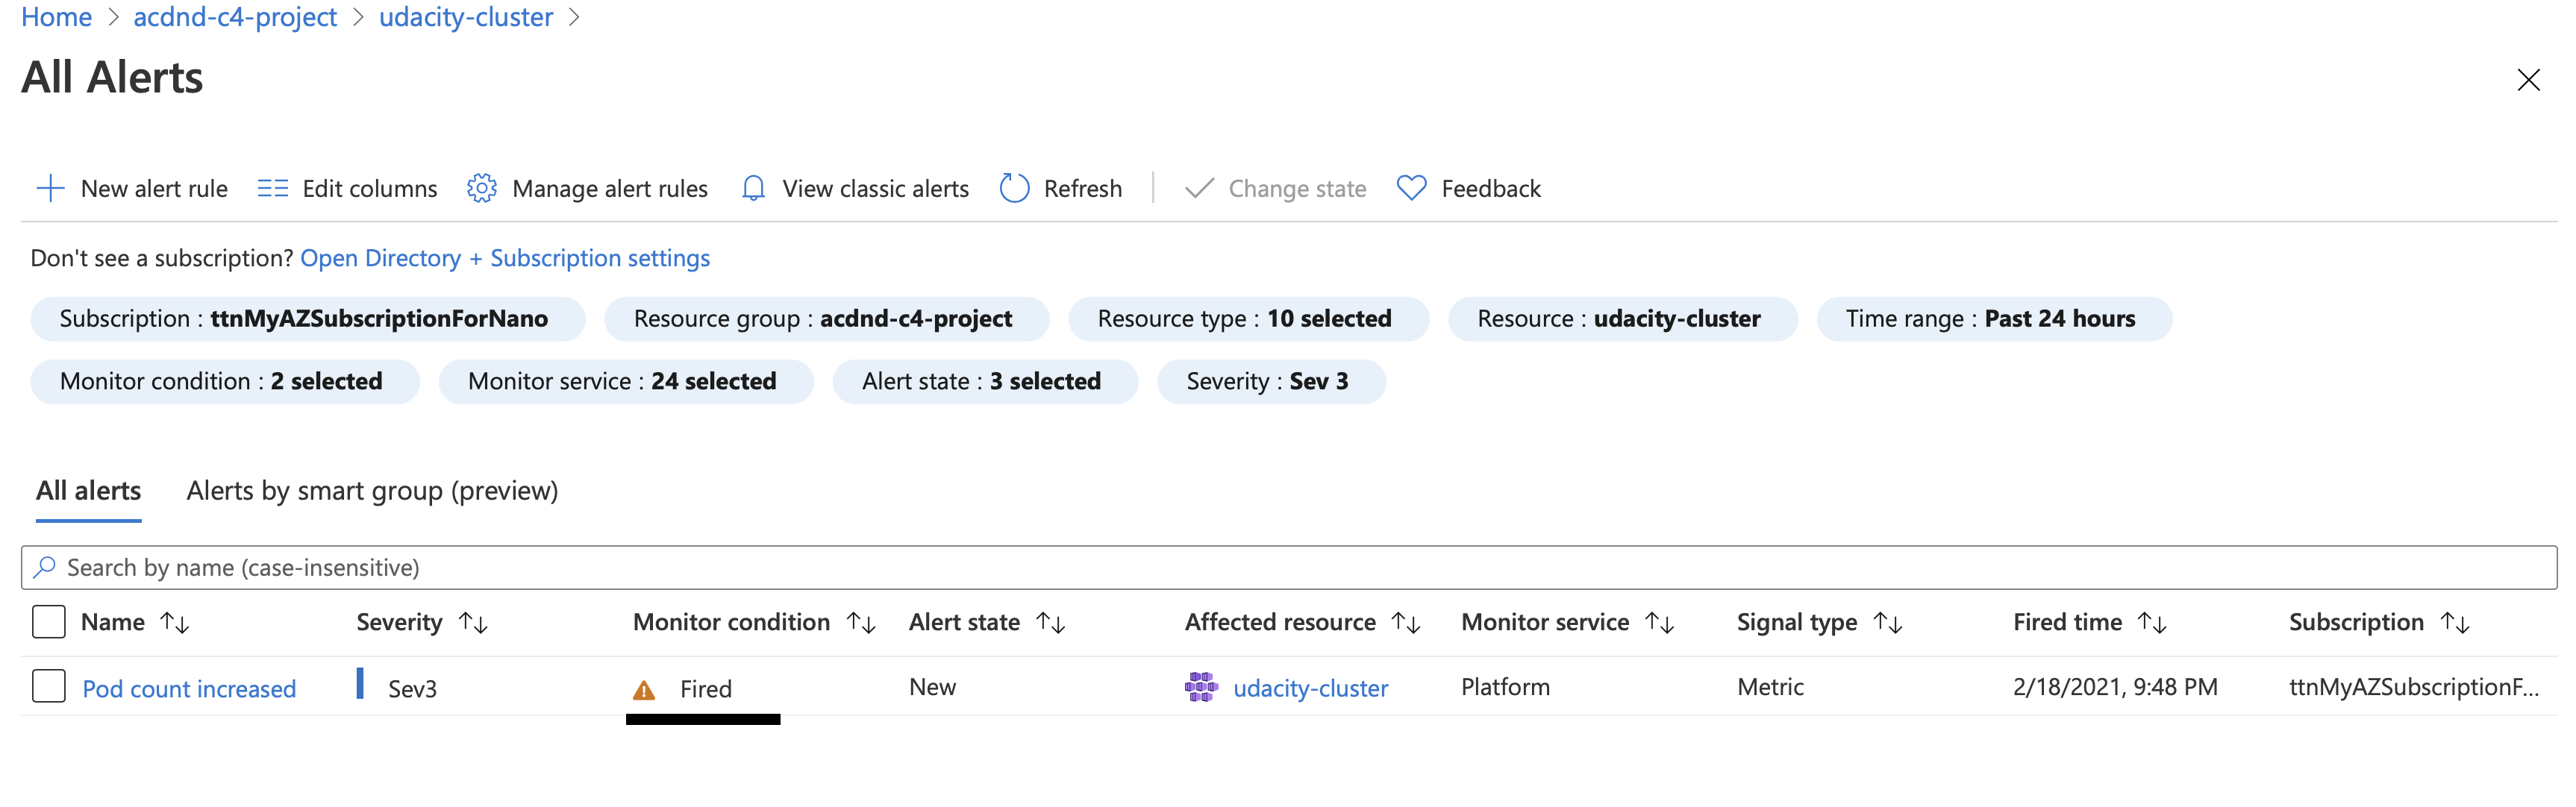 Home > acdnd-c4-project > udacity-cluster >
All Alerts
New alert rule Edit columns Manage alert rules View classic alerts Refresh Change state Feedback
Don't see a subscription? Open Directory + Subscription settings
Subscription : ttnMyAZSubscriptionForNano Resource group : acdnd-c4-project Resource type : 10 selected Resource : udacity-cluster Time range : Past 24 hours
Monitor condition : 2 selected Monitor service : 24 selected Alert state : 3 selected Severity : Sev 3
All alerts Alerts by smart group (preview)
Search by name (case-insensitive)
Name ↑↓ Severity ↑↓ Monitor condition ↑↓ Alert state ↑↓ Affected resource ↑↓ Monitor service ↑↓ Signal type ↑↓ Fired time ↑↓ Subscription ↑↓
Pod count increased Sev3 Fired New udacity-cluster Platform Metric 2/18/2021, 9:48 PM ttnMyAZSubscriptionF...